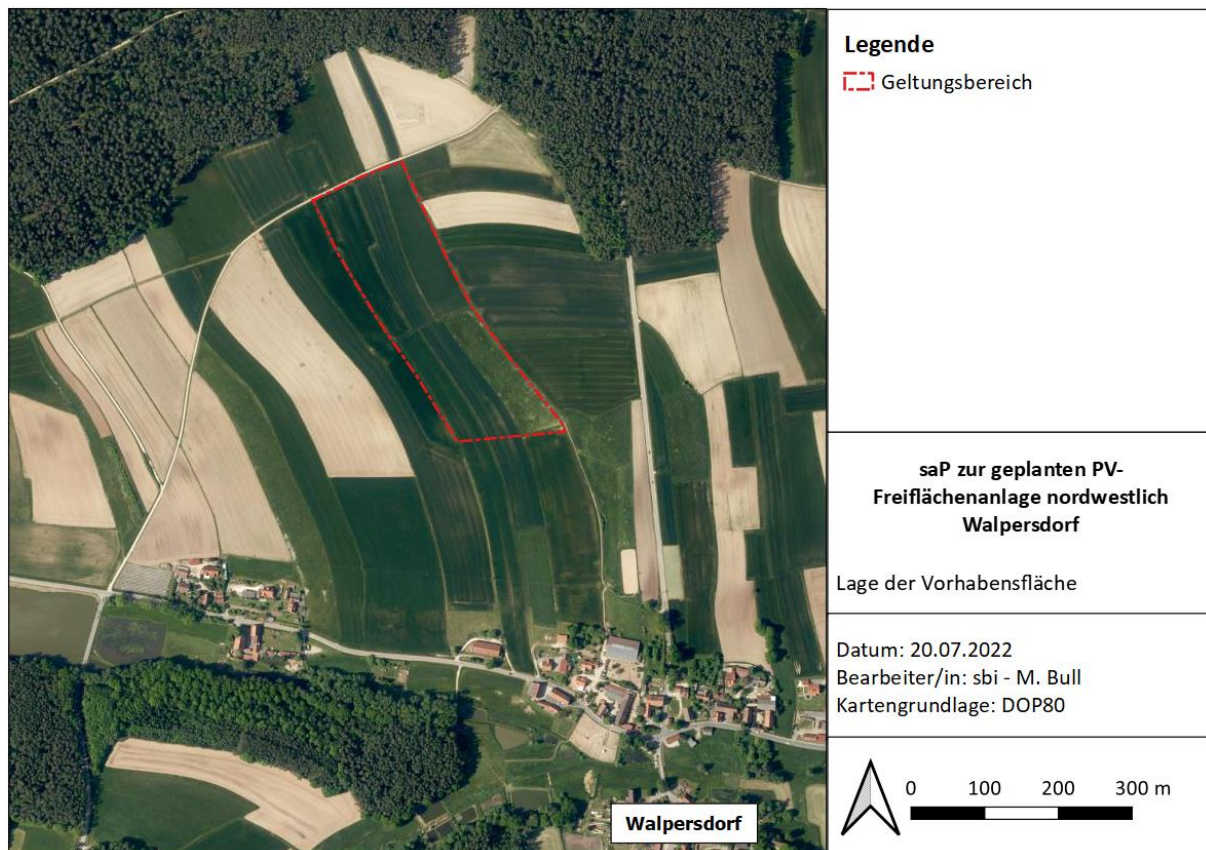 Legende
Geltungsbereich
saP zur geplanten PV-
Freiflächenanlage nordwestlich
Walpersdorf
Lage der Vorhabensfläche
Datum: 20.07.2022
Bearbeiter/in: sbi - M. Bull
Kartengrundlage: DOP80
0 100 200 300 m
Walpersdorf